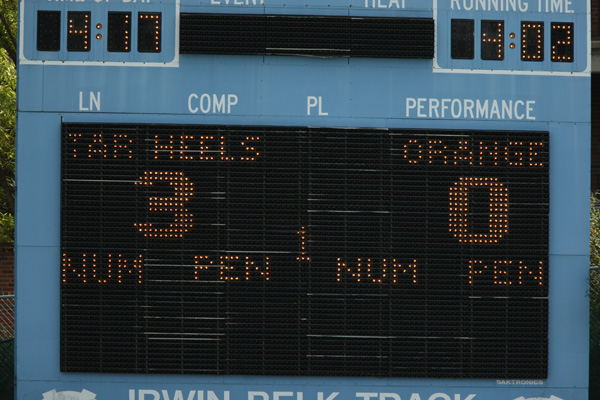 TIME OF DAY EVENT HEAT RUNNING TIME
4:17 4:02
LN COMP PL PERFORMANCE
TAR HEELS ORANGE
3 0
1
NUM PEN NUM PEN
DAKTRONICS
IRWIN BELK TRACK